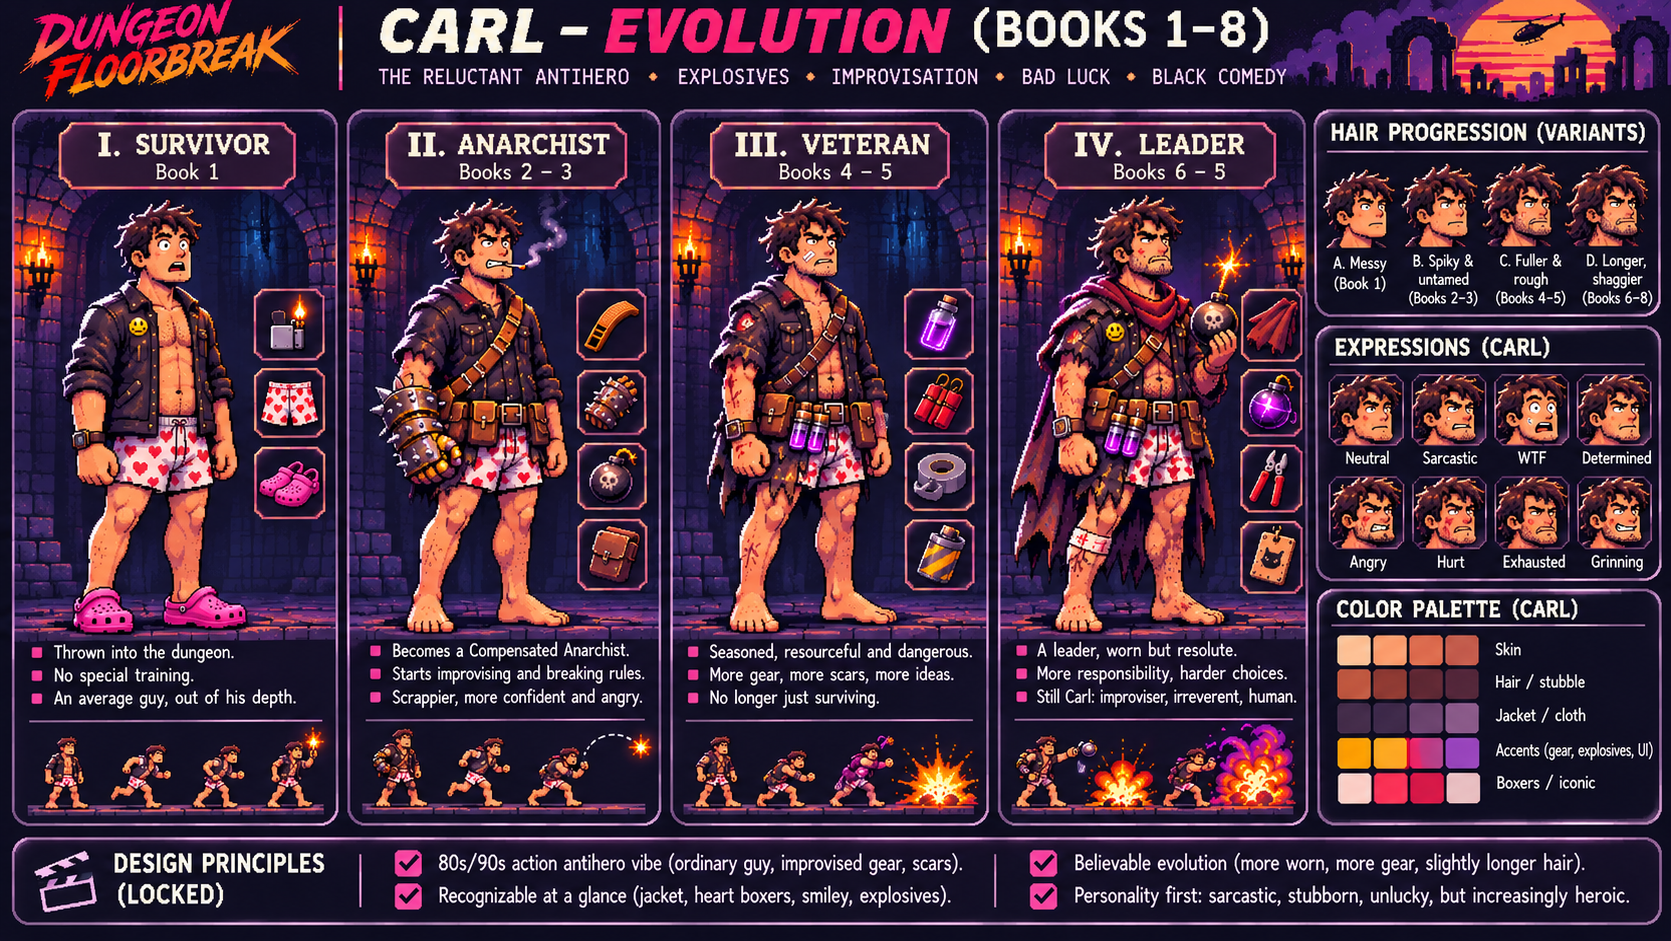 DUNGEON
FLOORBREAK
CARL - EVOLUTION (BOOKS 1-8)
THE RELUCTANT ANTIHERO ◆ EXPLOSIVES ◆ IMPROVISATION ◆ BAD LUCK ◆ BLACK COMEDY
I. SURVIVOR
Book 1
Thrown into the dungeon.
No special training.
An average guy, out of his depth.
II. ANARCHIST
Books 2 - 3
Becomes a Compensated Anarchist.
Starts improvising and breaking rules.
Scrappier, more confident and angry.
III. VETERAN
Books 4 - 5
Seasoned, resourceful and dangerous.
More gear, more scars, more ideas.
No longer just surviving.
IV. LEADER
Books 6 - 5
A leader, worn but resolute.
More responsibility, harder choices.
Still Carl: improviser, irreverent, human.
HAIR PROGRESSION (VARIANTS)
A. Messy
(Book 1)
B. Spiky &
untamed
(Books 2-3)
C. Fuller &
rough
(Books 4-5)
D. Longer,
shaggier
(Books 6-8)
EXPRESSIONS (CARL)
Neutral
Sarcastic
WTF
Determined
Angry
Hurt
Exhausted
Grinning
COLOR PALETTE (CARL)
Skin
Hair / stubble
Jacket / cloth
Accents (gear, explosives, UI)
Boxers / iconic
DESIGN PRINCIPLES
(LOCKED)
80s/90s action antihero vibe (ordinary guy, improvised gear, scars).
Recognizable at a glance (jacket, heart boxers, smiley, explosives).
Believable evolution (more worn, more gear, slightly longer hair).
Personality first: sarcastic, stubborn, unlucky, but increasingly heroic.